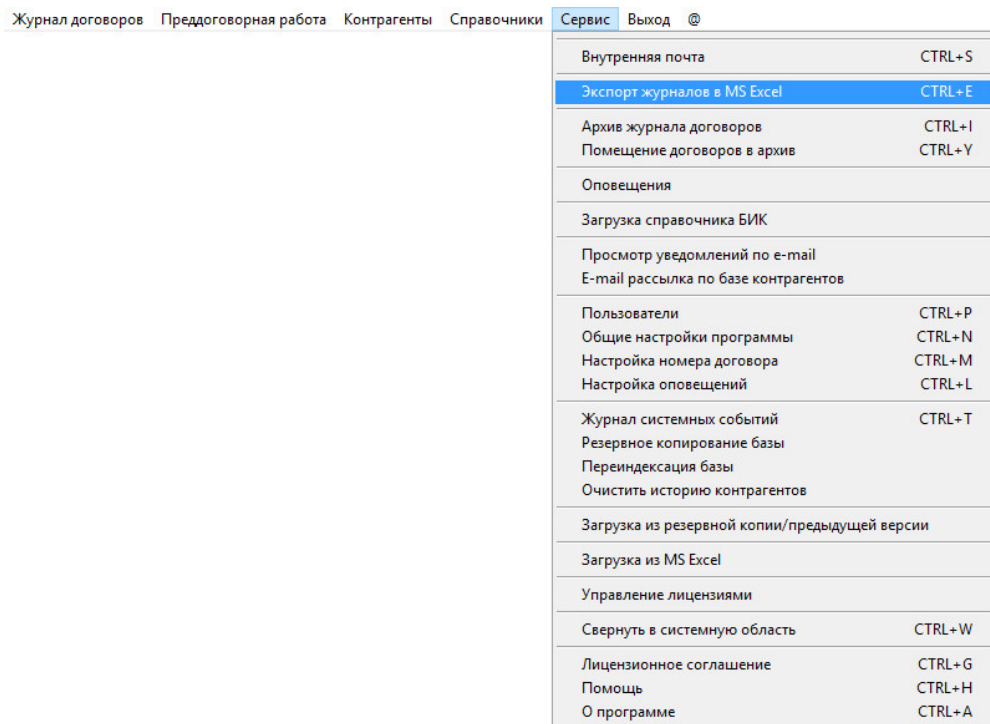 Журнал договоров Преддоговорная работа Контрагенты Справочники Сервис Выход @
Внутренняя почта CTRL+S
Экспорт журналов в MS Excel CTRL+E
Архив журнала договоров CTRL+I
Помещение договоров в архив CTRL+Y
Оповещения
Загрузка справочника БИК
Просмотр уведомлений по e-mail
E-mail рассылка по базе контрагентов
Пользователи CTRL+P
Общие настройки программы CTRL+N
Настройка номера договора CTRL+M
Настройка оповещений CTRL+L
Журнал системных событий CTRL+T
Резервное копирование базы
Переиндексация базы
Очистить историю контрагентов
Загрузка из резервной копии/предыдущей версии
Загрузка из MS Excel
Управление лицензиями
Свернуть в системную область CTRL+W
Лицензионное соглашение CTRL+G
Помощь CTRL+H
О программе CTRL+A